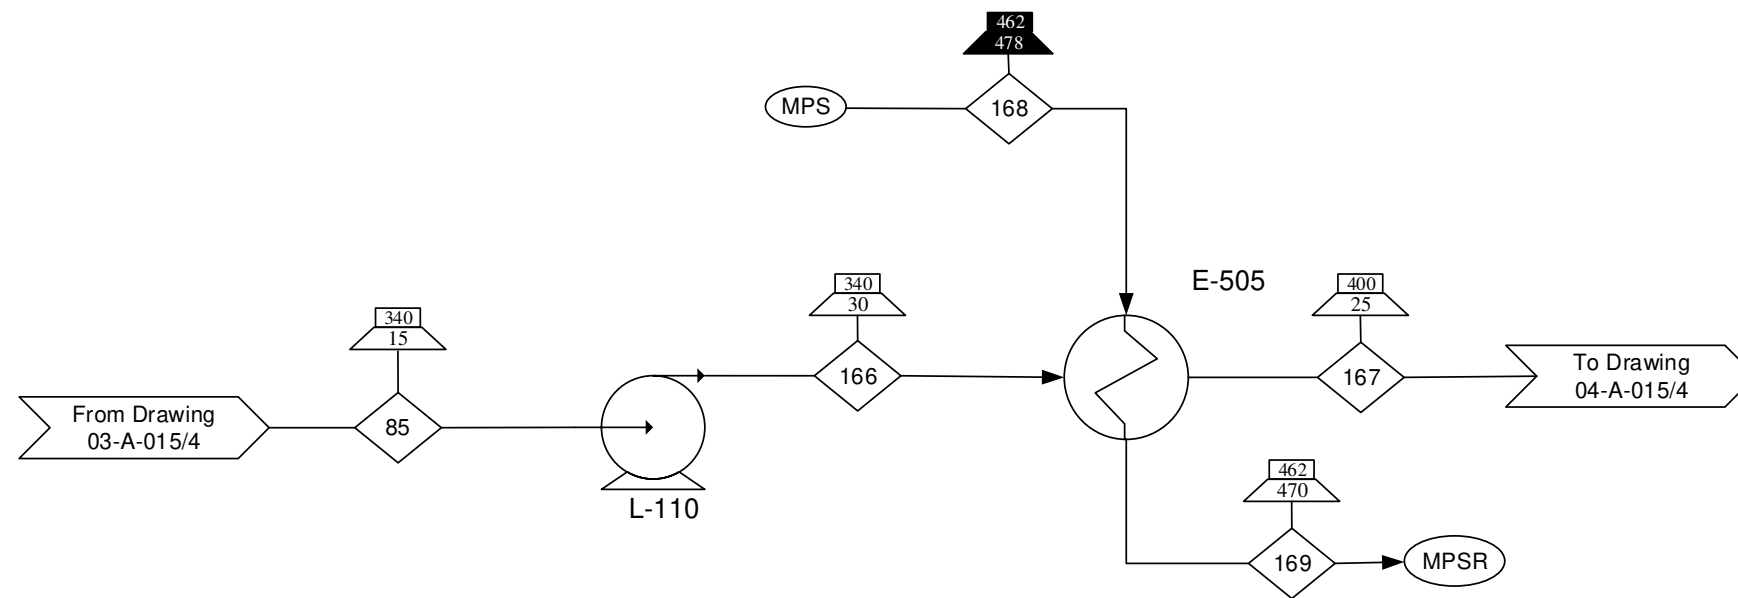 462
478
MPS
168
E-505
340
30
400
25
340
15
166
167
To Drawing
04-A-015/4
From Drawing
03-A-015/4
85
L-110
462
470
169
MPSR